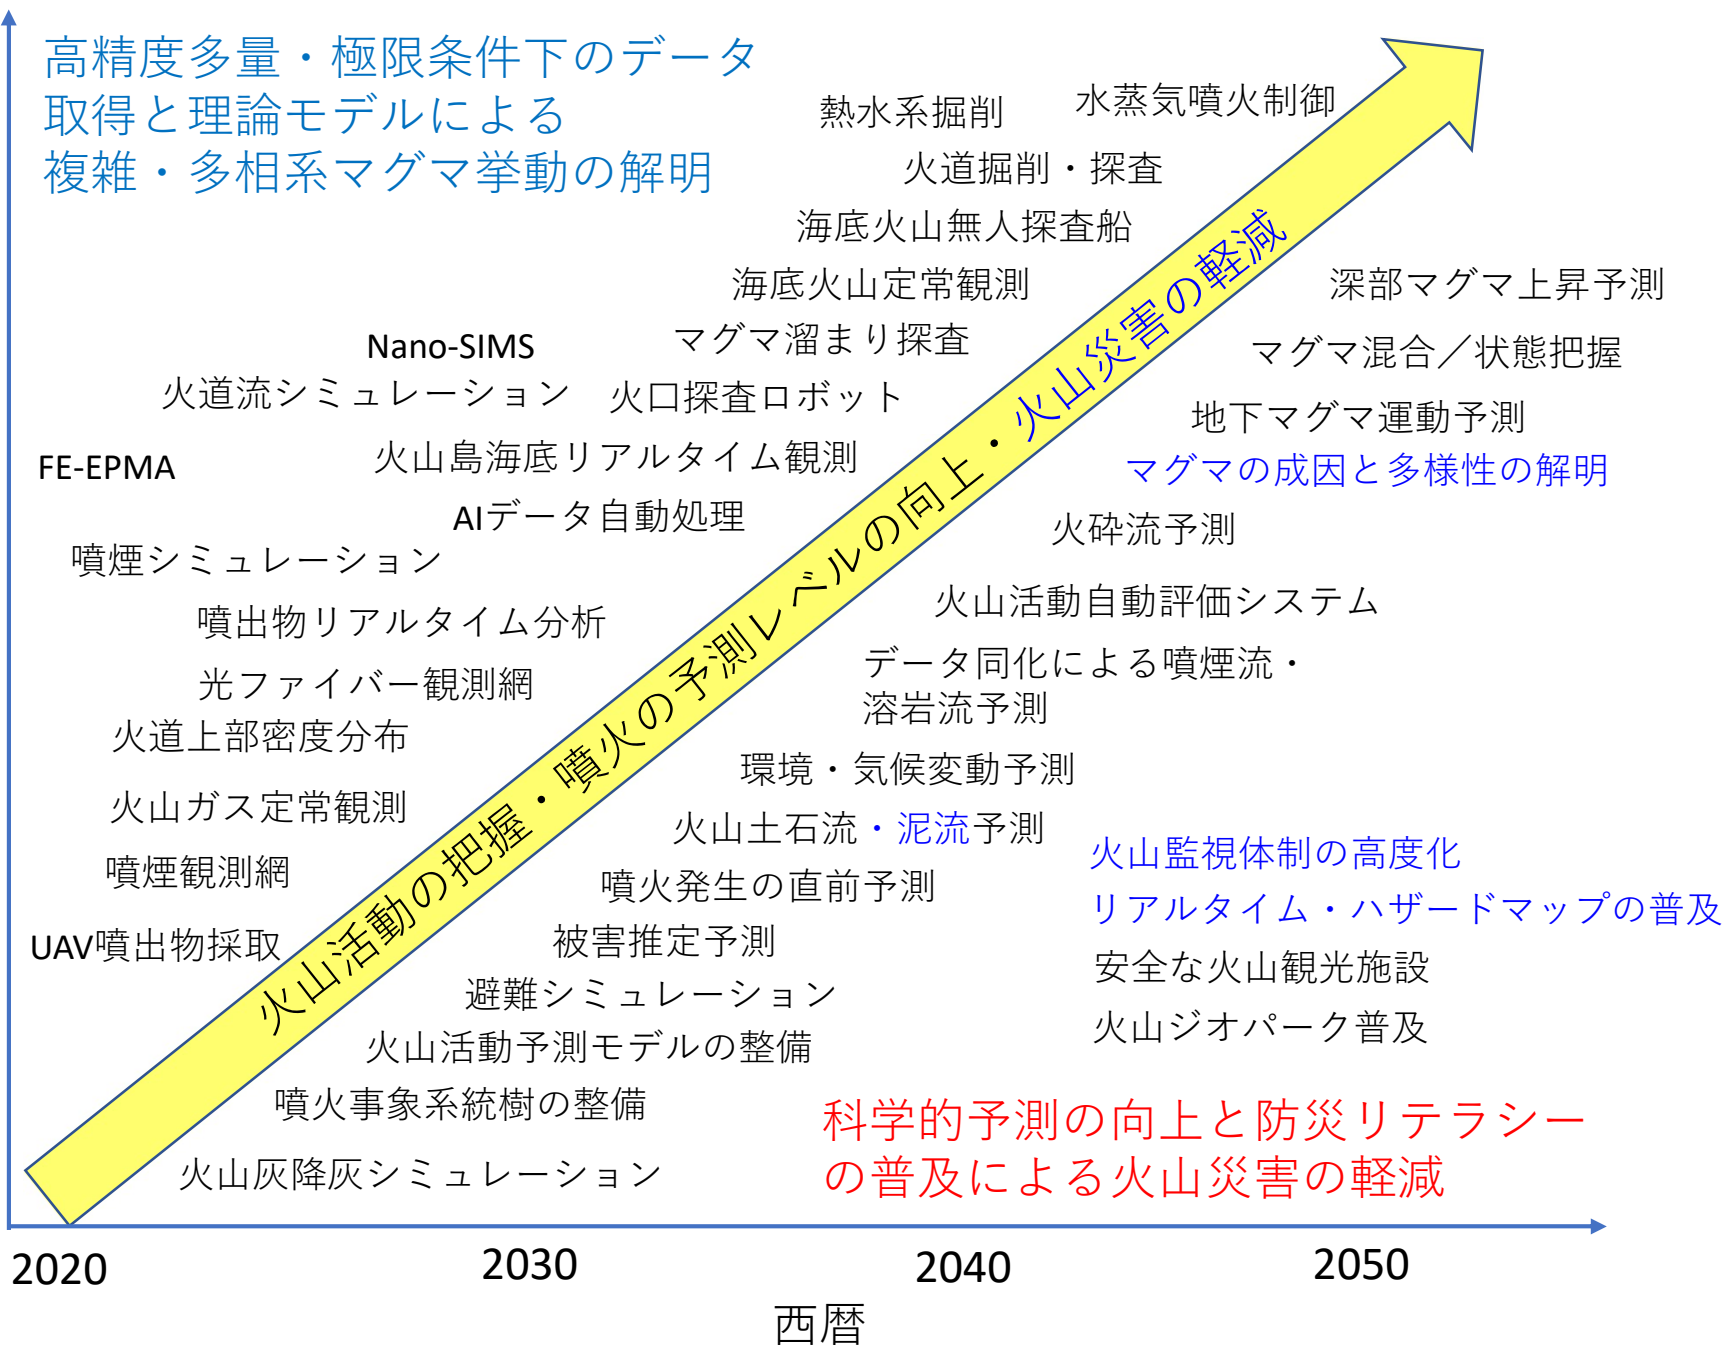 高精度多量・極限条件下のデータ
取得と理論モデルによる
複雑・多相系マグマ挙動の解明
水蒸気噴火制御
熱水系掘削
火道掘削・探査
海底火山無人探査船
海底火山定常観測
マグマ溜まり探査
Nano-SIMS
火道流シミュレーション
火口探査ロボット
火山島海底リアルタイム観測
FE-EPMA
AIデータ自動処理
噴煙シミュレーション
噴出物リアルタイム分析
光ファイバー観測網
火道上部密度分布
火山ガス定常観測
噴煙観測網
UAV噴出物採取
火山活動の把握・噴火の予測レベルの向上・火山災害の軽減
深部マグマ上昇予測
マグマ混合／状態把握
地下マグマ運動予測
マグマの成因と多様性の解明
火砕流予測
火山活動自動評価システム
データ同化による噴煙流・
溶岩流予測
環境・気候変動予測
火山土石流・泥流予測
噴火発生の直前予測
被害推定予測
避難シミュレーション
火山活動予測モデルの整備
噴火事象系統樹の整備
火山灰降灰シミュレーション
火山監視体制の高度化
リアルタイム・ハザードマップの普及
安全な火山観光施設
火山ジオパーク普及
科学的予測の向上と防災リテラシー
の普及による火山災害の軽減
2020
2030
2040
2050
西暦